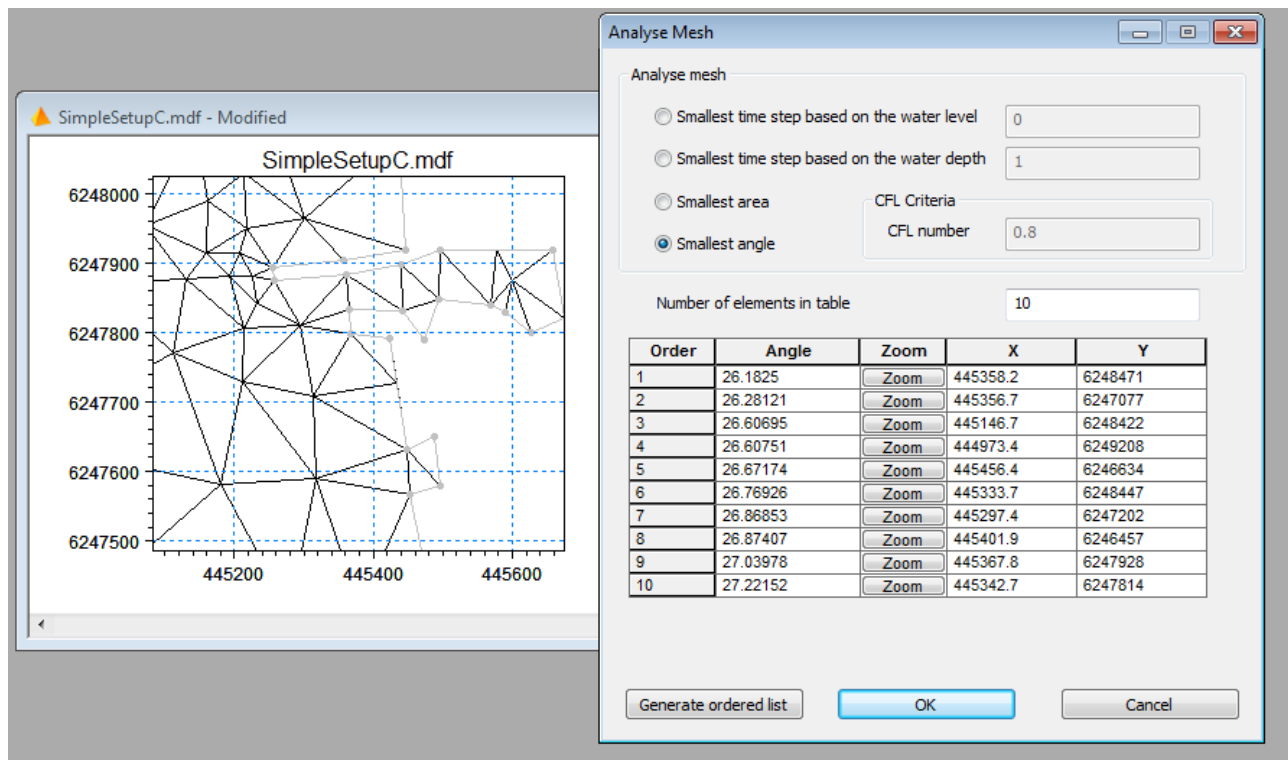 SimpleSetupC.mdf - Modified
SimpleSetupC.mdf
6248000
6247900
6247800
6247700
6247600
6247500
445200 445400 445600
Analyse Mesh
Analyse mesh
Smallest time step based on the water level 0
Smallest time step based on the water depth 1
Smallest area
CFL Criteria
Smallest angle
CFL number 0.8
Number of elements in table 10
Order Angle Zoom X Y
1 26.1825 Zoom 445358.2 6248471
2 26.28121 Zoom 445356.7 6247077
3 26.60695 Zoom 445146.7 6248422
4 26.60751 Zoom 444973.4 6249208
5 26.67174 Zoom 445456.4 6246634
6 26.76926 Zoom 445333.7 6248447
7 26.86853 Zoom 445297.4 6247202
8 26.87407 Zoom 445401.9 6246457
9 27.03978 Zoom 445367.8 6247928
10 27.22152 Zoom 445342.7 6247814
Generate ordered list OK Cancel